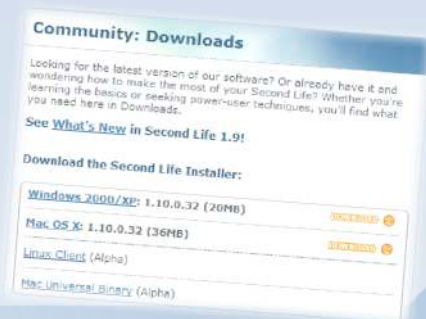 Community: Downloads
Looking for the latest version of our software? Or already have it and
wondering how to make the most of your Second Life? Whether you're
learning the basics or seeking power-user techniques, you'll find what
you need here in Downloads.
See What's New in Second Life 1.9!
Download the Second Life Installer:
Windows 2000/XP: 1.10.0.32 (20MB) DOWNLOAD
Mac OS X: 1.10.0.32 (36MB) DOWNLOAD
Linux Client (Alpha)
Mac Universal Binary (Alpha)